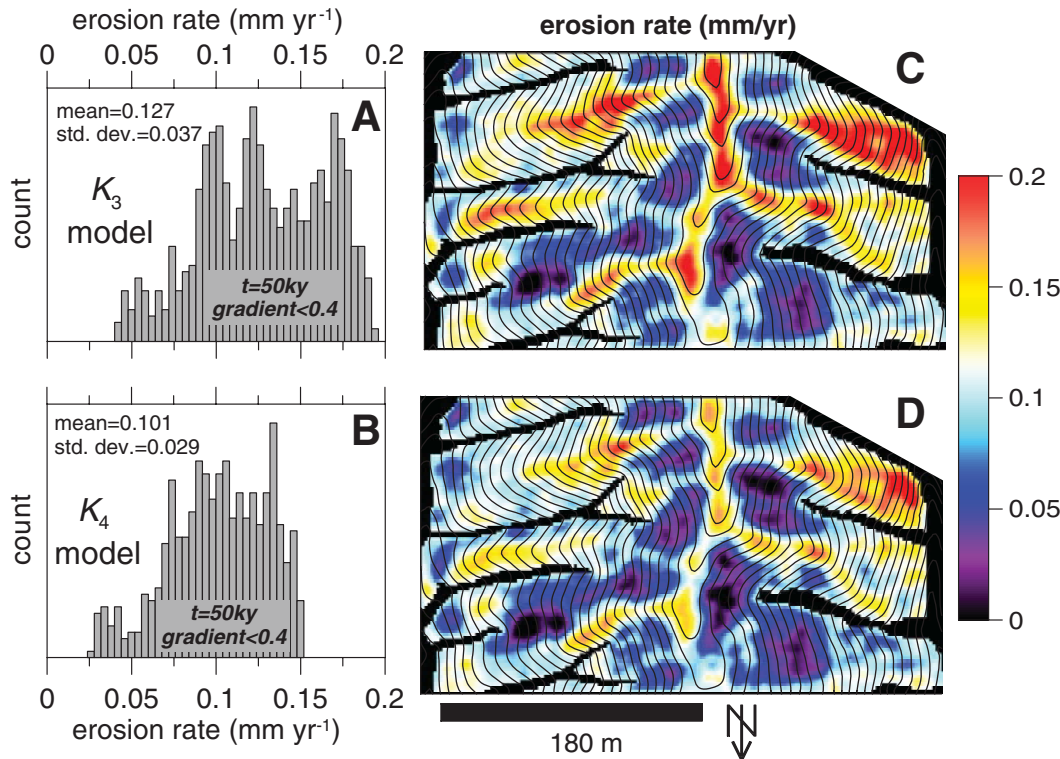 erosion rate (mm yr-1)
0 0.05 0.1 0.15 0.2
mean=0.127
std. dev.=0.037
A
K3
model
count
t=50ky
gradient<0.4
mean=0.101
std. dev.=0.029
B
K4
model
count
t=50ky
gradient<0.4
0 0.05 0.1 0.15 0.2
erosion rate (mm yr-1)
erosion rate (mm/yr)
C
D
0.2
0.15
0.1
0.05
0
180 m
N